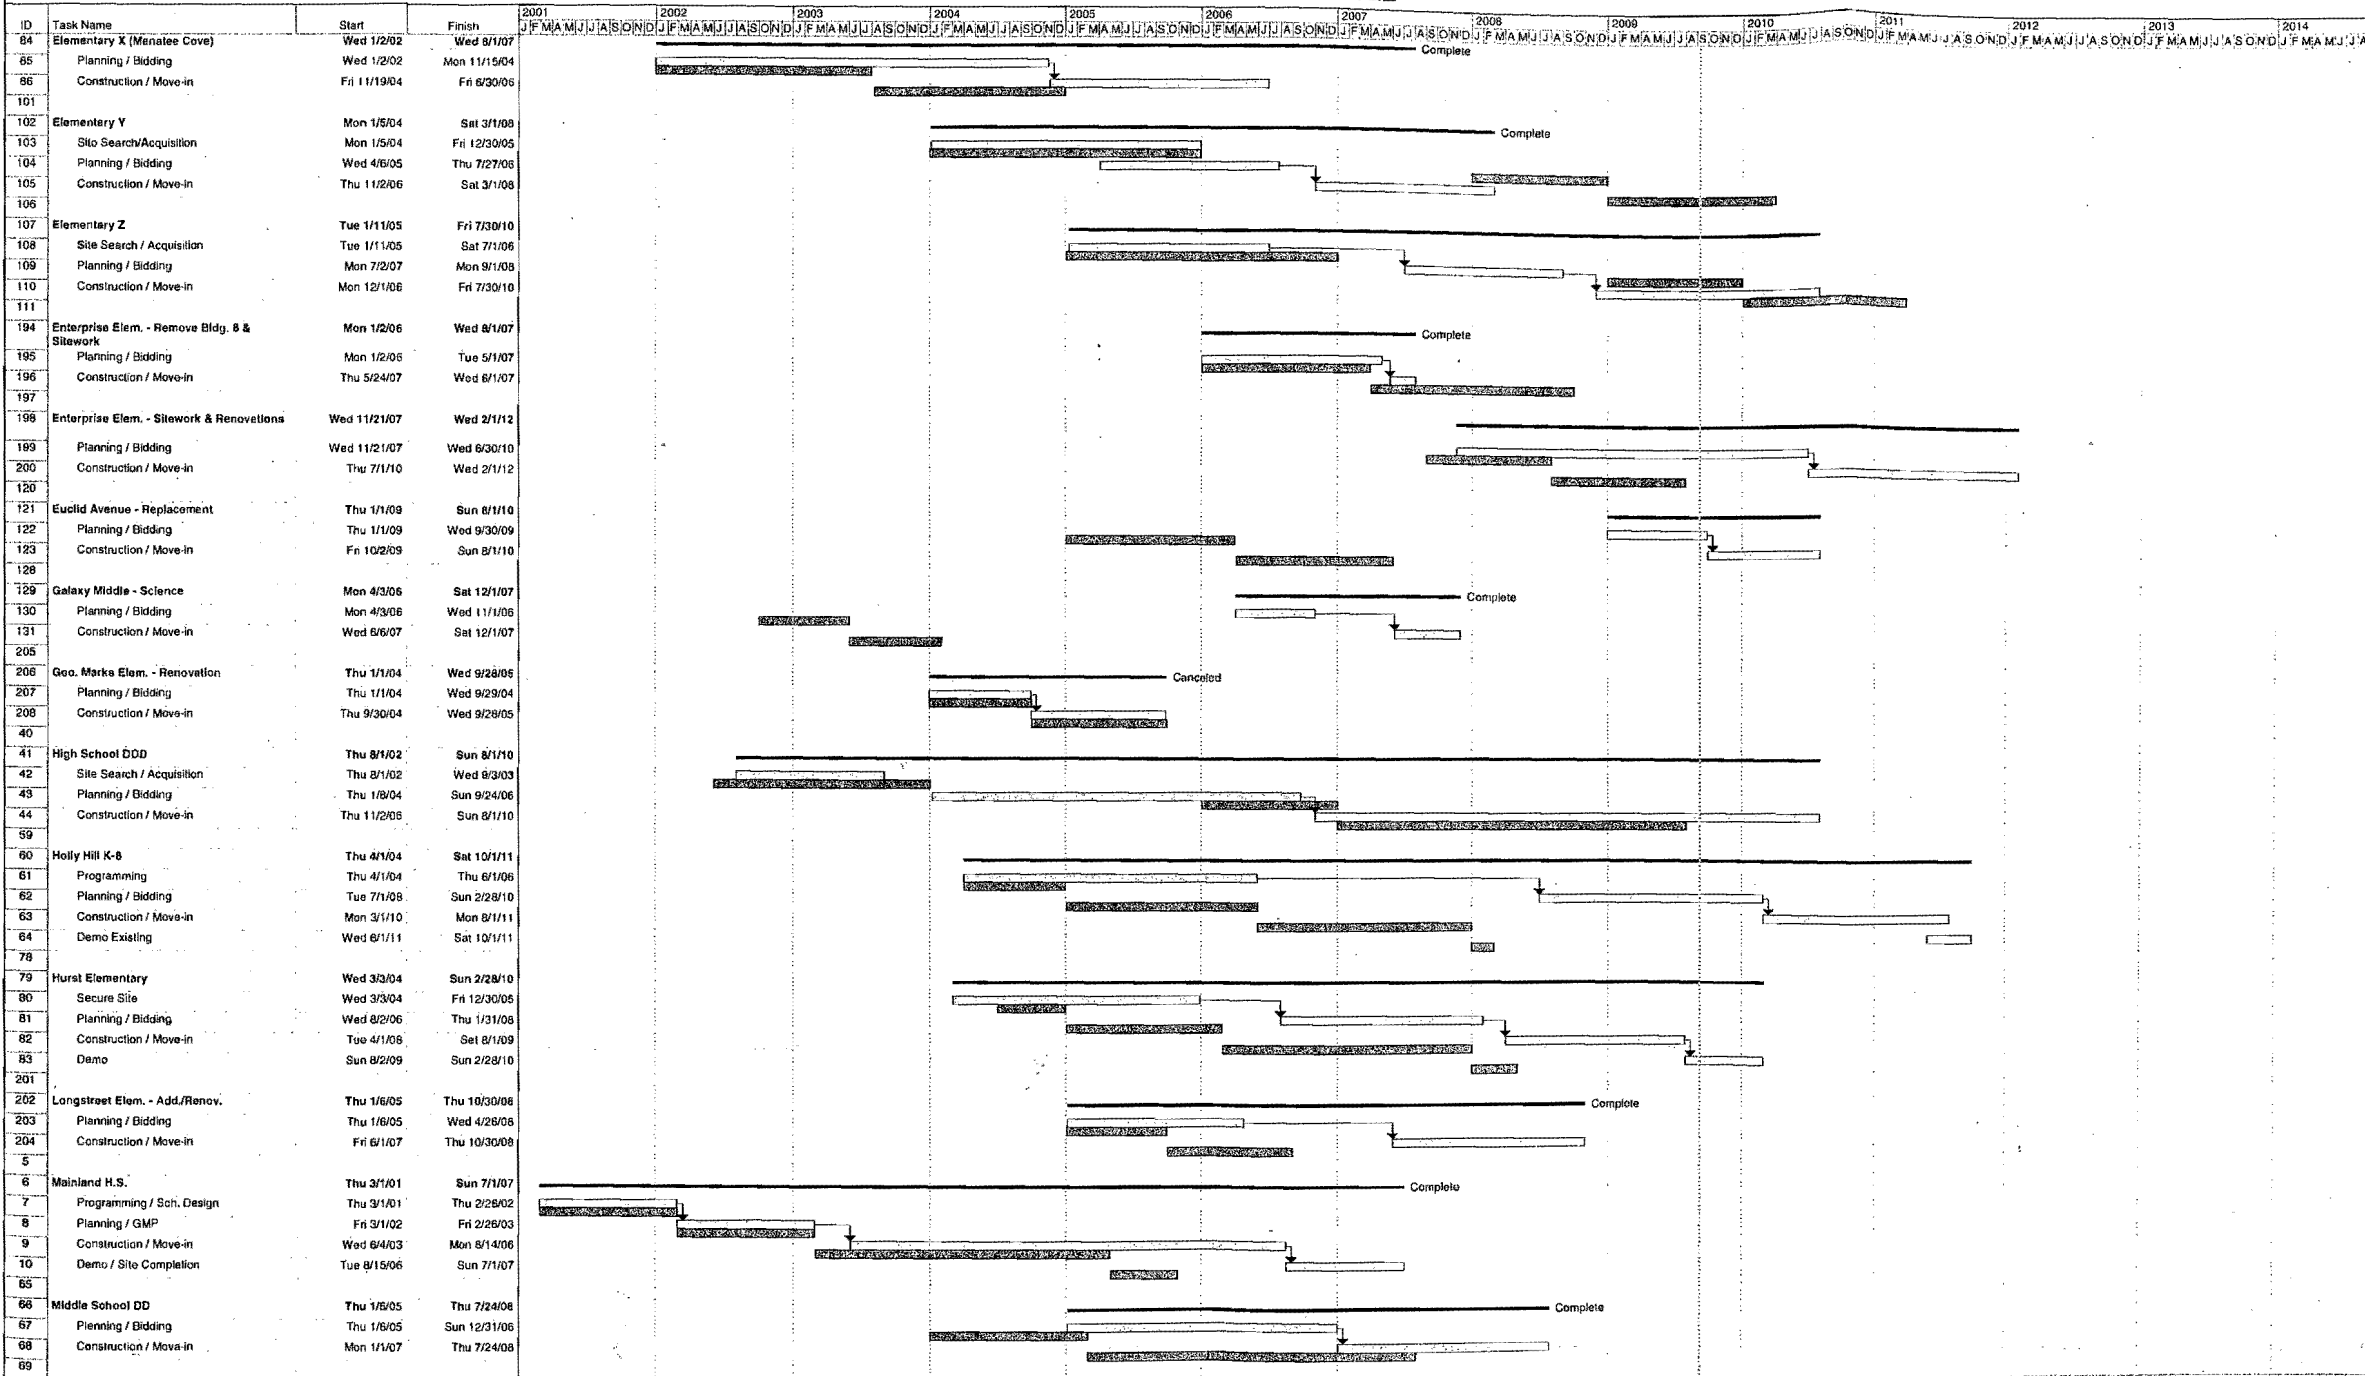 2001 2002 2003 2004 2005 2006 2007 2008 2009 2010 2011 2012 2013 2014
ID Task Name Start Finish
84 Elementary X (Manatee Cove) Wed 1/2/02 Wed 8/1/07 Complete
85 Planning / Bidding Wed 1/2/02 Mon 11/15/04
86 Construction / Move-in Fri 11/19/04 Fri 6/30/06
101
102 Elementary Y Mon 1/5/04 Sat 3/1/08 Complete
103 Site Search/Acquisition Mon 1/5/04 Fri 12/30/05
104 Planning / Bidding Wed 4/6/05 Thu 7/27/06
105 Construction / Move-in Thu 11/2/06 Sat 3/1/08
106
107 Elementary Z Tue 1/11/05 Fri 7/30/10
108 Site Search / Acquisition Tue 1/11/05 Sat 7/1/06
109 Planning / Bidding Mon 7/2/07 Mon 9/1/08
110 Construction / Move-in Mon 12/1/08 Fri 7/30/10
111
194 Enterprise Elem. - Remove Bldg. 8 & Mon 1/2/06 Wed 8/1/07 Complete
Sitework
195 Planning / Bidding Mon 1/2/06 Tue 5/1/07
196 Construction / Move-in Thu 5/24/07 Wed 8/1/07
197
198 Enterprise Elem. - Sitework & Renovations Wed 11/21/07 Wed 2/1/12
199 Planning / Bidding Wed 11/21/07 Wed 6/30/10
200 Construction / Move-in Thu 7/1/10 Wed 2/1/12
120
121 Euclid Avenue - Replacement Thu 1/1/09 Sun 8/1/10
122 Planning / Bidding Thu 1/1/09 Wed 9/30/09
123 Construction / Move-in Fri 10/2/09 Sun 8/1/10
128
129 Galaxy Middle - Science Mon 4/3/06 Sat 12/1/07 Complete
130 Planning / Bidding Mon 4/3/06 Wed 11/1/06
131 Construction / Move-in Wed 6/6/07 Sat 12/1/07
205
206 Geo. Marks Elem. - Renovation Thu 1/1/04 Wed 9/28/05 Canceled
207 Planning / Bidding Thu 1/1/04 Wed 9/29/04
208 Construction / Move-in Thu 9/30/04 Wed 9/28/05
40
41 High School DDD Thu 8/1/02 Sun 8/1/10
42 Site Search / Acquisition Thu 8/1/02 Wed 9/3/03
43 Planning / Bidding Thu 1/8/04 Sun 9/24/06
44 Construction / Move-in Thu 11/2/06 Sun 8/1/10
59
60 Holly Hill K-8 Thu 4/1/04 Sat 10/1/11
61 Programming Thu 4/1/04 Thu 6/1/06
62 Planning / Bidding Tue 7/1/08 Sun 2/28/10
63 Construction / Move-in Mon 3/1/10 Mon 8/1/11
64 Demo Existing Wed 6/1/11 Sat 10/1/11
78
79 Hurst Elementary Wed 3/3/04 Sun 2/28/10
80 Secure Site Wed 3/3/04 Fri 12/30/05
81 Planning / Bidding Wed 8/2/06 Thu 1/31/08
82 Construction / Move-in Tue 4/1/08 Sat 8/1/09
83 Demo Sun 8/2/09 Sun 2/28/10
201
202 Longstreet Elem. - Add./Renov. Thu 1/6/05 Thu 10/30/08 Complete
203 Planning / Bidding Thu 1/6/05 Wed 4/26/06
204 Construction / Move-in Fri 6/1/07 Thu 10/30/08
5
6 Mainland H.S. Thu 3/1/01 Sun 7/1/07 Complete
7 Programming / Sch. Design Thu 3/1/01 Thu 2/28/02
8 Planning / GMP Fri 3/1/02 Fri 2/28/03
9 Construction / Move-in Wed 6/4/03 Mon 8/14/06
10 Demo / Site Completion Tue 8/15/06 Sun 7/1/07
65
66 Middle School DD Thu 1/6/05 Thu 7/24/08 Complete
67 Planning / Bidding Thu 1/6/05 Sun 12/31/06
68 Construction / Move-in Mon 1/1/07 Thu 7/24/08
69